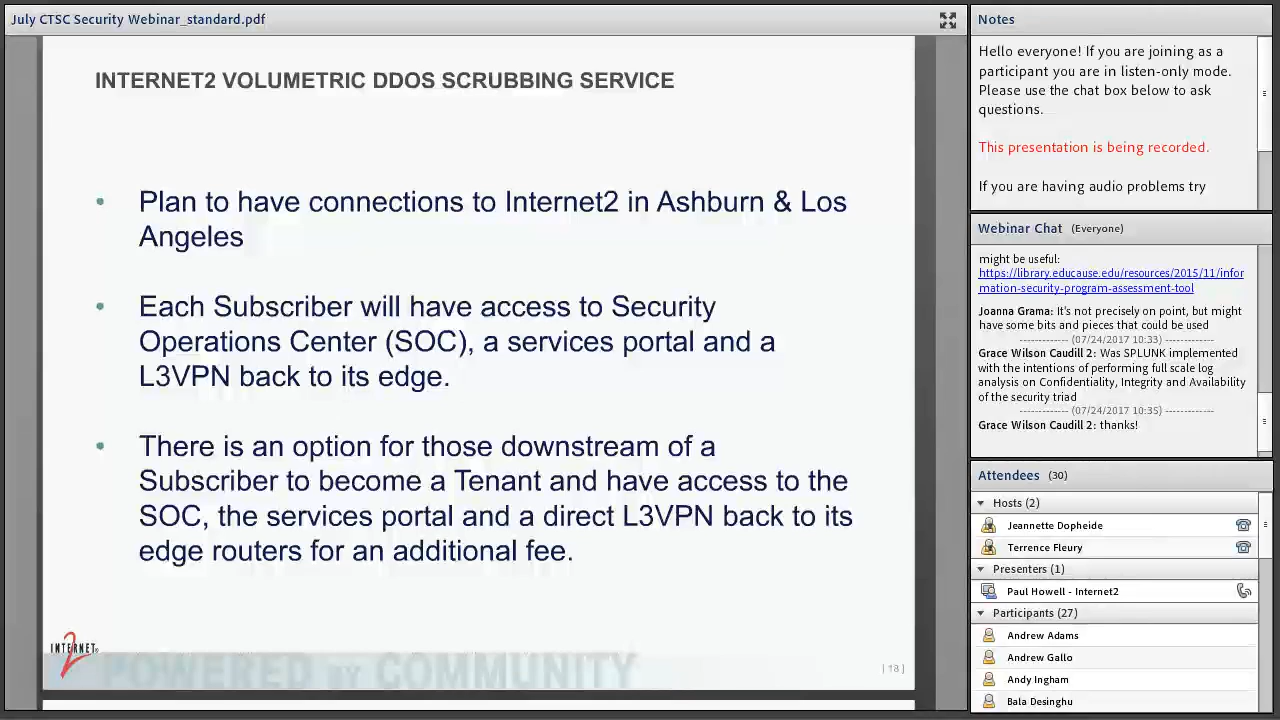 July CTSC Security Webinar_standard.pdf
INTERNET2 VOLUMETRIC DDOS SCRUBBING SERVICE
• Plan to have connections to Internet2 in Ashburn & Los
Angeles
• Each Subscriber will have access to Security
Operations Center (SOC), a services portal and a
L3VPN back to its edge.
• There is an option for those downstream of a
Subscriber to become a Tenant and have access to the
SOC, the services portal and a direct L3VPN back to its
edge routers for an additional fee.
INTERNET2®
COMMUNITY
[ 18 ]
Notes
Hello everyone! If you are joining as a
participant you are in listen-only mode.
Please use the chat box below to ask
questions.
This presentation is being recorded.
If you are having audio problems try
Webinar Chat (Everyone)
might be useful:
https://library.educause.edu/resources/2015/11/infor
mation-security-program-assessment-tool
Joanna Grama: It's not precisely on point, but might
have some bits and pieces that could be used
------------- (07/24/2017 10:33) -------------
Grace Wilson Caudill 2: Was SPLUNK implemented
with the intentions of performing full scale log
analysis on Confidentiality, Integrity and Availability
of the security triad
------------- (07/24/2017 10:35) -------------
Grace Wilson Caudill 2: thanks!
Attendees (30)
Hosts (2)
Jeannette Dopheide
Terrence Fleury
Presenters (1)
Paul Howell - Internet2
Participants (27)
Andrew Adams
Andrew Gallo
Andy Ingham
Bala Desinghu